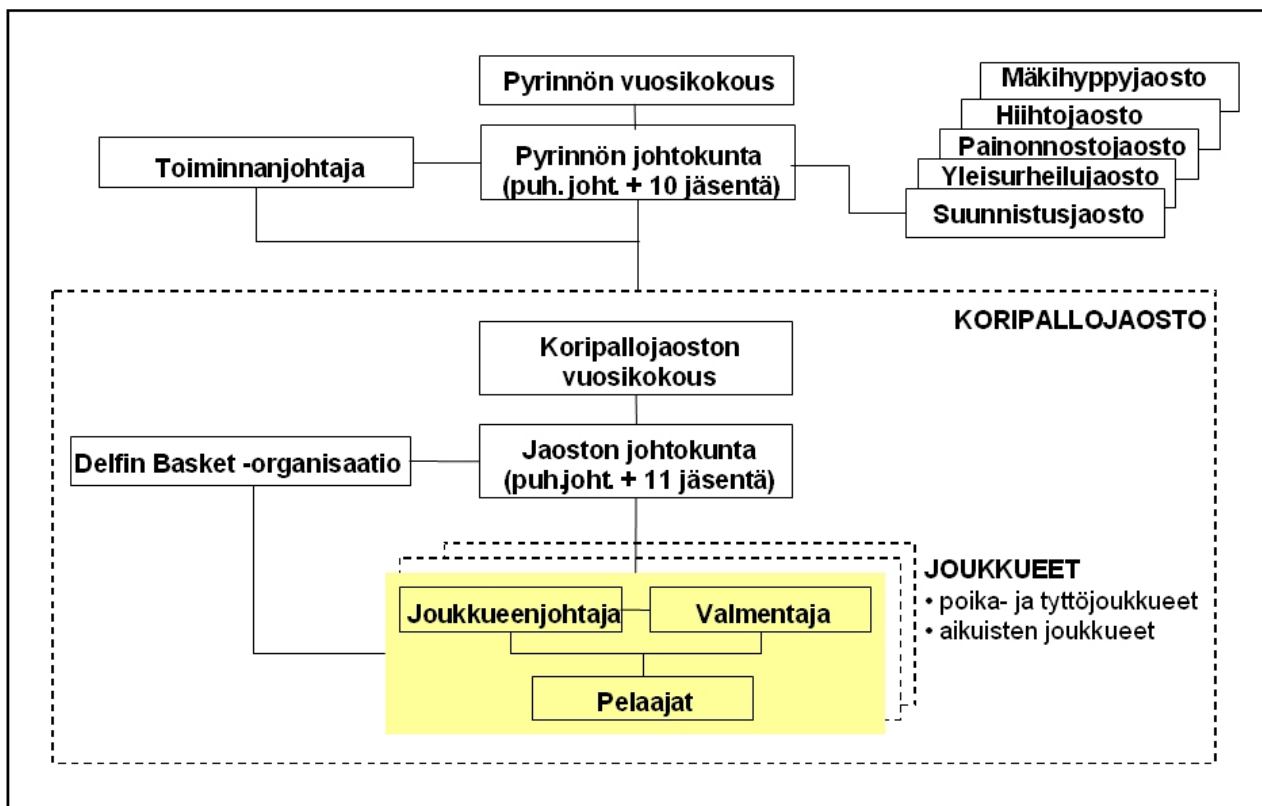 Pyrinnön vuosikokous
Toiminnanjohtaja
Pyrinnön johtokunta
(puh. joht. + 10 jäsentä)
Mäkihyppyjaosto
Hiihtojaosto
Painonnostojaosto
Yleisurheilujaosto
Suunnistusjaosto
KORIPALLOJAOSTO
Koripallojaoston
vuosikokous
Delfin Basket -organisaatio
Jaoston johtokunta
(puh.joht. + 11 jäsentä)
Joukkueenjohtaja
Valmentaja
Pelaajat
JOUKKUEET
• poika- ja tyttöjoukkueet
• aikuisten joukkueet